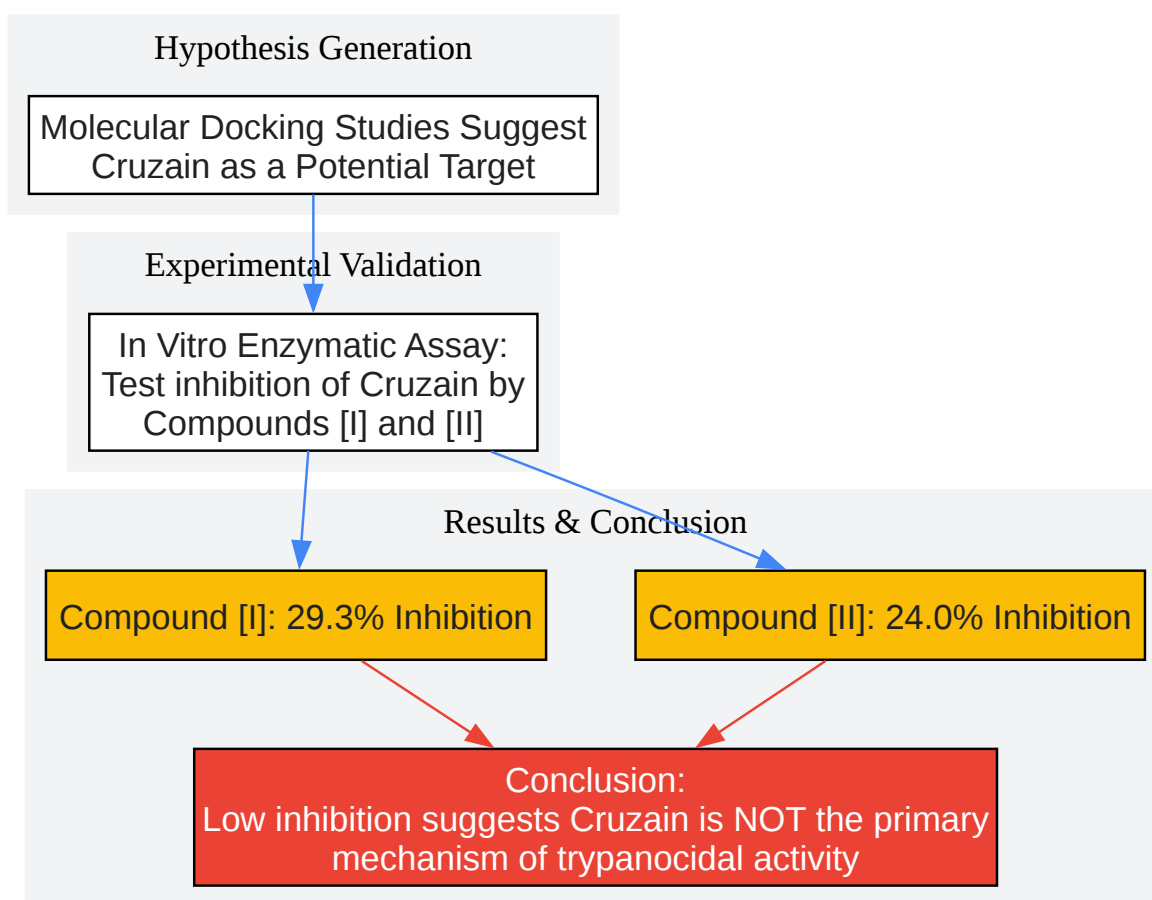 Hypothesis Generation
Molecular Docking Studies Suggest
Cruzain as a Potential Target
Experimental Validation
In Vitro Enzymatic Assay:
Test inhibition of Cruzain by
Compounds [I] and [II]
Results & Conclusion
Compound [I]: 29.3% Inhibition
Compound [II]: 24.0% Inhibition
Conclusion:
Low inhibition suggests Cruzain is NOT the primary
mechanism of trypanocidal activity